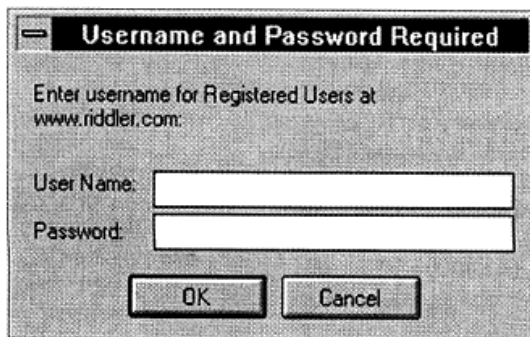 Username and Password Required
Enter username for Registered Users at
www.riddler.com:
User Name:
Password:
OK
Cancel